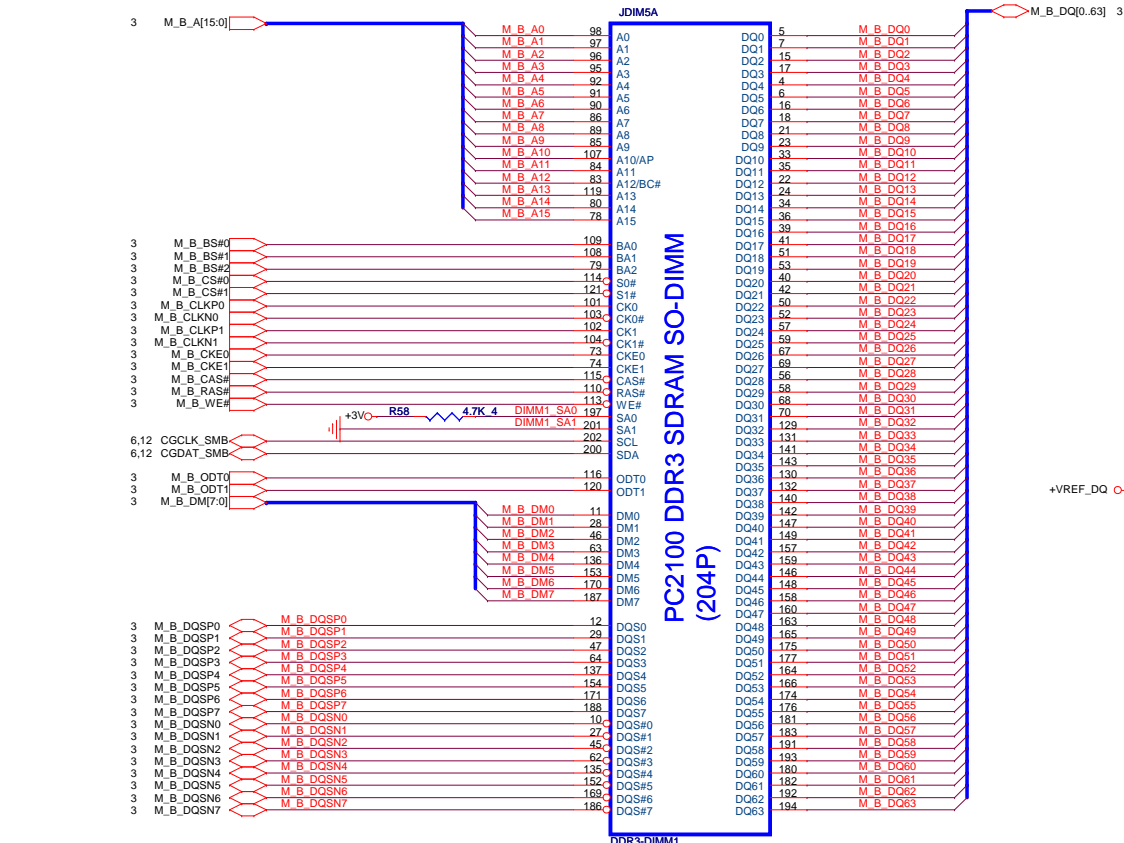 JDIM5A
3 M_B_A[15:0] M_B_DQ[0..63] 3
M_B_A0 98 A0 DQ0 5 M_B_DQ0
M_B_A1 97 A1 DQ1 7 M_B_DQ1
M_B_A2 96 A2 DQ2 15 M_B_DQ2
M_B_A3 95 A3 DQ3 17 M_B_DQ3
M_B_A4 92 A4 DQ4 4 M_B_DQ4
M_B_A5 91 A5 DQ5 6 M_B_DQ5
M_B_A6 90 A6 DQ6 16 M_B_DQ6
M_B_A7 86 A7 DQ7 18 M_B_DQ7
M_B_A8 89 A8 DQ8 21 M_B_DQ8
M_B_A9 85 A9 DQ9 23 M_B_DQ9
M_B_A10 107 A10/AP DQ10 33 M_B_DQ10
M_B_A11 84 A11 DQ11 35 M_B_DQ11
M_B_A12 83 A12/BC# DQ12 22 M_B_DQ12
M_B_A13 119 A13 DQ13 24 M_B_DQ13
M_B_A14 80 A14 DQ14 34 M_B_DQ14
M_B_A15 78 A15 DQ15 36 M_B_DQ15
DQ16 39 M_B_DQ16
3 M_B_BS#0 109 BA0 DQ17 41 M_B_DQ17
3 M_B_BS#1 108 BA1 DQ18 51 M_B_DQ18
3 M_B_BS#2 79 BA2 DQ19 53 M_B_DQ19
3 M_B_CS#0 114 S0# DQ20 40 M_B_DQ20
3 M_B_CS#1 121 S1# DQ21 42 M_B_DQ21
3 M_B_CLKP0 101 CK0 DQ22 50 M_B_DQ22
3 M_B_CLKN0 103 CK0# DQ23 52 M_B_DQ23
3 M_B_CLKP1 102 CK1 DQ24 57 M_B_DQ24
3 M_B_CLKN1 104 CK1# DQ25 59 M_B_DQ25
3 M_B_CKE0 73 CKE0 DQ26 67 M_B_DQ26
3 M_B_CKE1 74 CKE1 DQ27 69 M_B_DQ27
3 M_B_CAS# 115 CAS# DQ28 56 M_B_DQ28
3 M_B_RAS# 110 RAS# DQ29 58 M_B_DQ29
3 M_B_WE# 113 WE# DQ30 68 M_B_DQ30
+3V R58 4.7K_4 DIMM1_SA0 197 SA0 DQ31 70 M_B_DQ31
DIMM1_SA1 201 SA1 DQ32 129 M_B_DQ32
6,12 CGCLK_SMB 202 SCL DQ33 131 M_B_DQ33
6,12 CGDAT_SMB 200 SDA DQ34 141 M_B_DQ34
DQ35 143 M_B_DQ35
3 M_B_ODT0 116 ODT0 DQ36 130 M_B_DQ36
3 M_B_ODT1 120 ODT1 DQ37 132 M_B_DQ37
+VREF_DQ
3 M_B_DM[7:0] DQ38 140 M_B_DQ38
M_B_DM0 11 DM0 DQ39 142 M_B_DQ39
M_B_DM1 28 DM1 DQ40 147 M_B_DQ40
M_B_DM2 46 DM2 DQ41 149 M_B_DQ41
M_B_DM3 63 DM3 DQ42 157 M_B_DQ42
M_B_DM4 136 DM4 DQ43 159 M_B_DQ43
M_B_DM5 153 DM5 DQ44 146 M_B_DQ44
M_B_DM6 170 DM6 DQ45 148 M_B_DQ45
M_B_DM7 187 DM7 DQ46 158 M_B_DQ46
DQ47 160 M_B_DQ47
3 M_B_DQSP0 M_B_DQSP0 12 DQS0 DQ48 163 M_B_DQ48
3 M_B_DQSP1 M_B_DQSP1 29 DQS1 DQ49 165 M_B_DQ49
3 M_B_DQSP2 M_B_DQSP2 47 DQS2 DQ50 175 M_B_DQ50
3 M_B_DQSP3 M_B_DQSP3 64 DQS3 DQ51 177 M_B_DQ51
3 M_B_DQSP4 M_B_DQSP4 137 DQS4 DQ52 164 M_B_DQ52
3 M_B_DQSP5 M_B_DQSP5 154 DQS5 DQ53 166 M_B_DQ53
3 M_B_DQSP6 M_B_DQSP6 171 DQS6 DQ54 174 M_B_DQ54
3 M_B_DQSP7 M_B_DQSP7 188 DQS7 DQ55 176 M_B_DQ55
3 M_B_DQSN0 M_B_DQSN0 10 DQS#0 DQ56 181 M_B_DQ56
3 M_B_DQSN1 M_B_DQSN1 27 DQS#1 DQ57 183 M_B_DQ57
3 M_B_DQSN2 M_B_DQSN2 45 DQS#2 DQ58 191 M_B_DQ58
3 M_B_DQSN3 M_B_DQSN3 62 DQS#3 DQ59 193 M_B_DQ59
3 M_B_DQSN4 M_B_DQSN4 135 DQS#4 DQ60 180 M_B_DQ60
3 M_B_DQSN5 M_B_DQSN5 152 DQS#5 DQ61 182 M_B_DQ61
3 M_B_DQSN6 M_B_DQSN6 169 DQS#6 DQ62 192 M_B_DQ62
3 M_B_DQSN7 M_B_DQSN7 186 DQS#7 DQ63 194 M_B_DQ63
PC2100 DDR3 SDRAM SO-DIMM
(204P)
DDR3-DIMM1